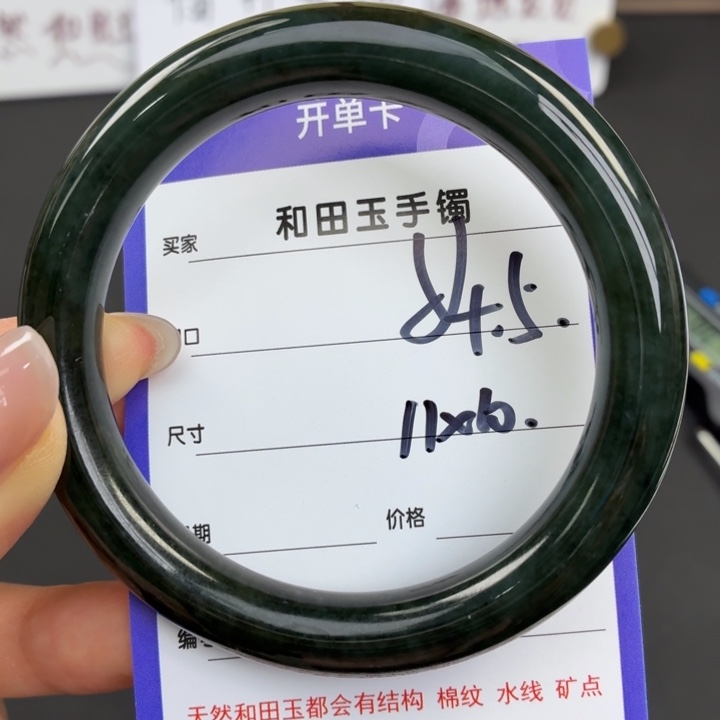 开单卡
和田玉手镯
买家
口
54.5.
尺寸
11x10.
期
价格
编
天然和田玉都会有结构 棉纹 水线 矿点